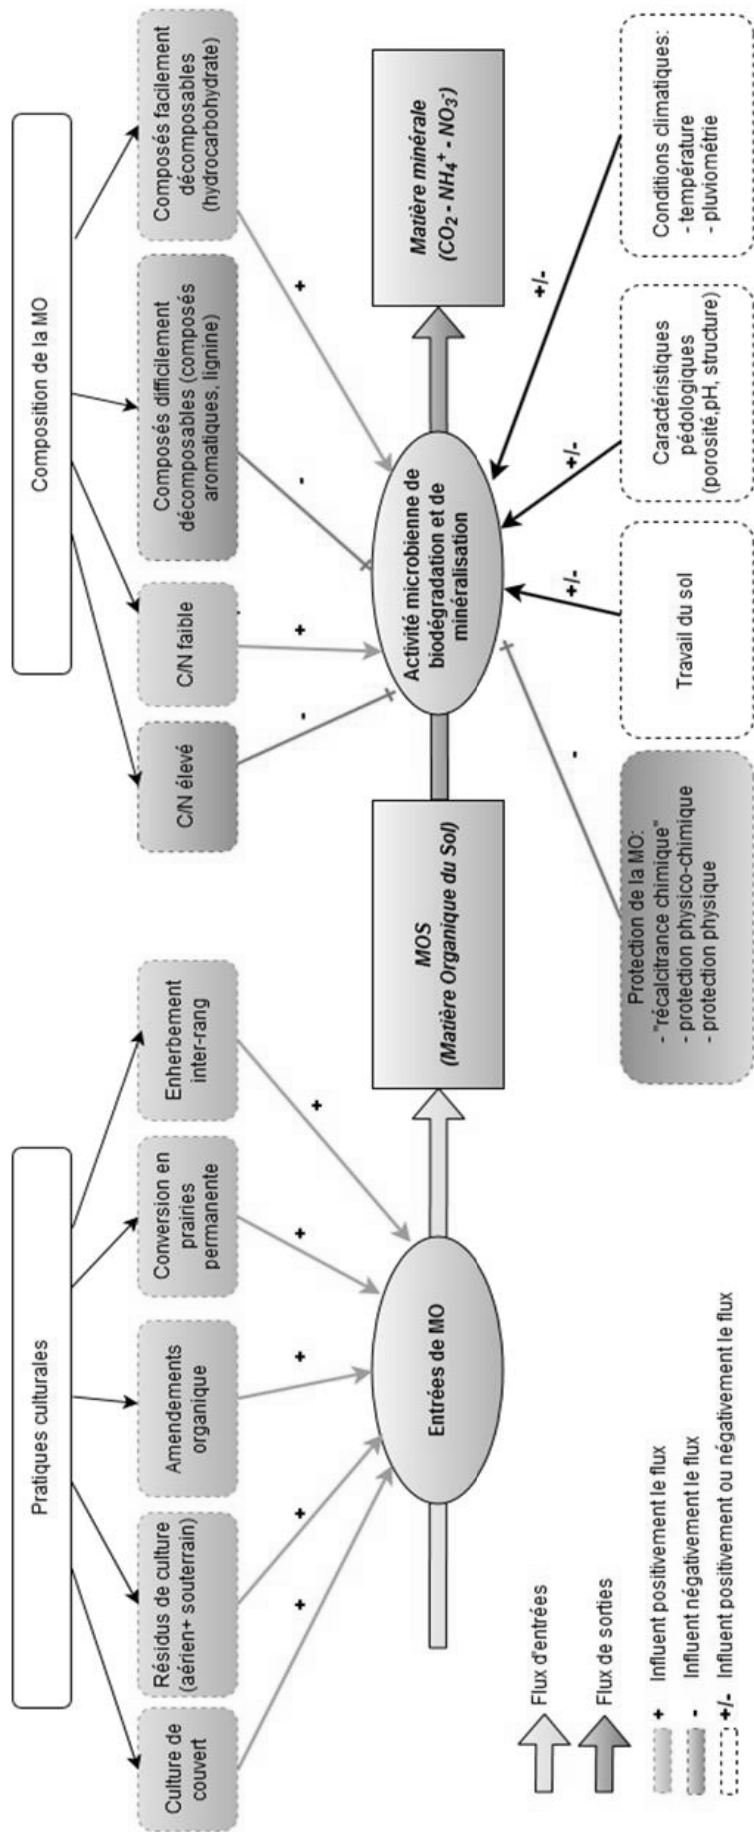 Pratiques culturales
Composition de la MO
Culture de
couvert
Résidus de culture
(aérien+ souterrain)
Amendements
organique
Conversion en
prairies
permanente
Enherbement
inter-rang
C/N élevé
C/N faible
Composés difficilement
décomposables (composés
aromatiques, lignine)
Composés facilement
décomposables
(hydrocarbohydrate)
+
+
+
+
+
-
+
-
+
Entrées de MO
MOS
(Matière Organique du Sol)
Activité microbienne de
biodégradation et de
minéralisation
Matière minérale
(CO₂ - NH₄⁺ - NO₃⁻)
-
+/-
+/-
+/-
Protection de la MO:
- "récalcitrance chimique"
- protection physico-chimique
- protection physique
Travail du sol
Caractéristiques
pédologiques
(porosité,pH, structure)
Conditions climatiques:
- température
- pluviométrie
Flux d'entrées
Flux de sorties
+ Influent positivement le flux
- Influent négativement le flux
+/- Influent positivement ou négativement le flux